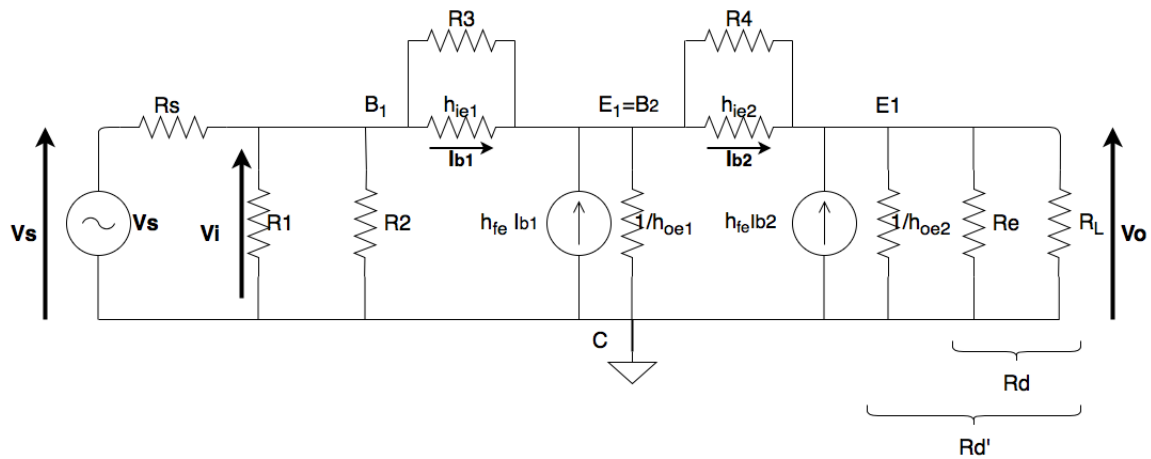 R3
R4
Rs
B1
hie1
E1=B2
hie2
E1
Ib1
Ib2
Vs
Vs
Vi
R1
R2
hfe Ib1
1/hoe1
hfeIb2
1/hoe2
Re
RL
Vo
C
Rd
Rd'